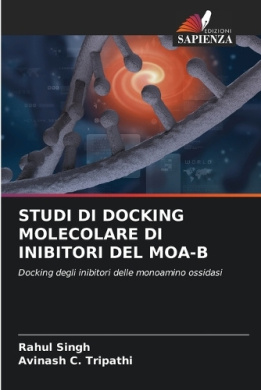 EDIZIONI
SAPIENZA
STUDI DI DOCKING
MOLECOLARE DI
INIBITORI DEL MOA-B
Docking degli inibitori delle monoamino ossidasi
Rahul Singh
Avinash C. Tripathi